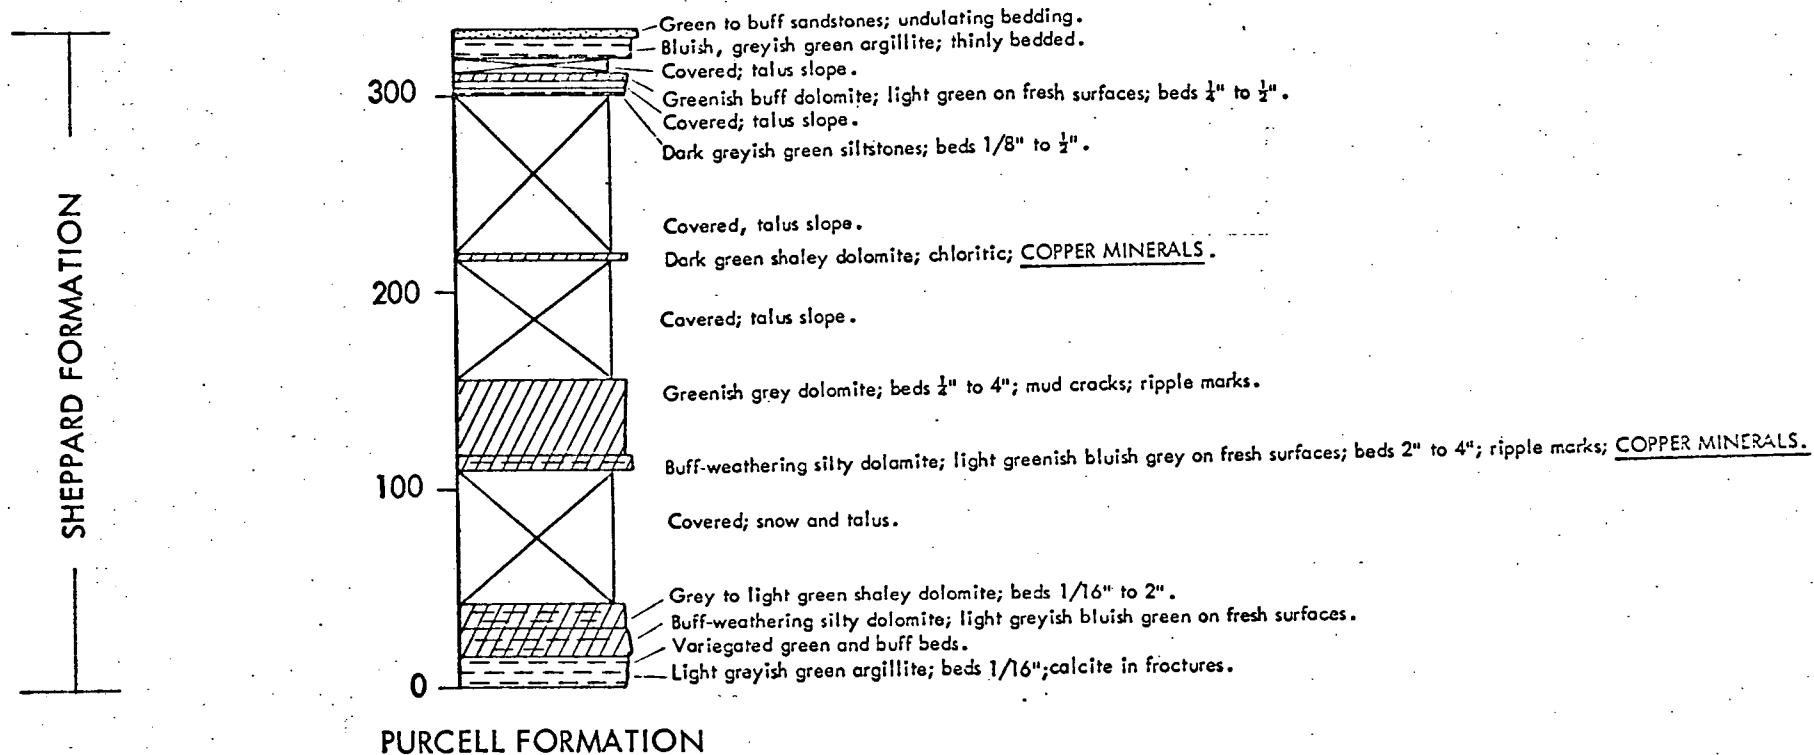 SHEPPARD FORMATION
Green to buff sandstones; undulating bedding.
Bluish, greyish green argillite; thinly bedded.
Covered; talus slope.
300
Greenish buff dolomite; light green on fresh surfaces; beds ¼" to ½".
Covered; talus slope.
Dark greyish green siltstones; beds 1/8" to ½".
Covered, talus slope.
Dark green shaley dolomite; chloritic; COPPER MINERALS.
200
Covered; talus slope.
Greenish grey dolomite; beds ½" to 4"; mud cracks; ripple marks.
Buff-weathering silty dolomite; light greenish bluish grey on fresh surfaces; beds 2" to 4"; ripple marks; COPPER MINERALS.
100
Covered; snow and talus.
Grey to light green shaley dolomite; beds 1/16" to 2".
Buff-weathering silty dolomite; light greyish bluish green on fresh surfaces.
Variegated green and buff beds.
Light greyish green argillite; beds 1/16"; calcite in froctures.
0
PURCELL FORMATION